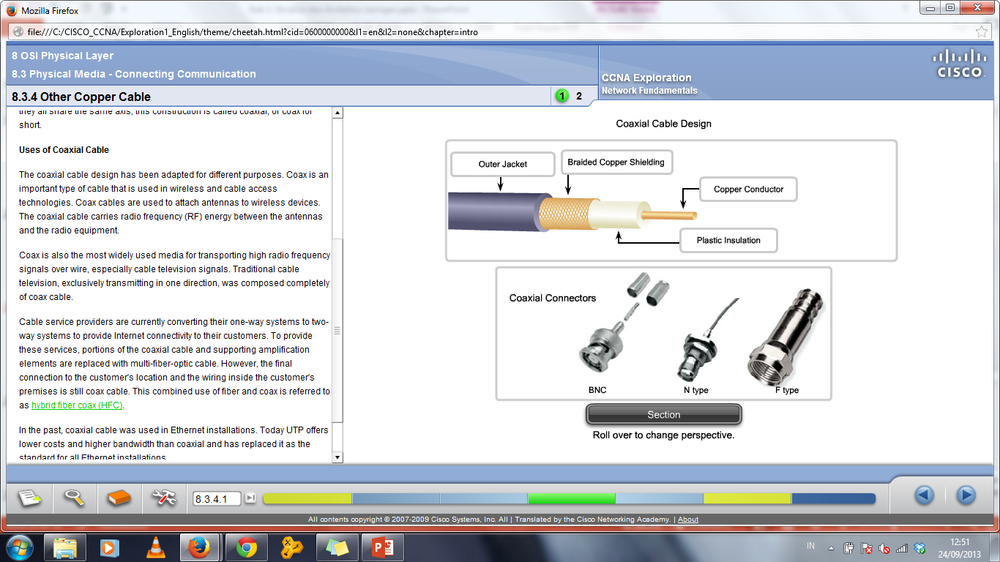 Mozilla Firefox
file:///C:/CISCO_CCNA/Exploration1_English/theme/cheetah.html?cid=0600000000&l1=en&l2=none&chapter=intro
8 OSI Physical Layer
8.3 Physical Media - Connecting Communication
CCNA Exploration
Network Fundamentals
CISCO
8.3.4 Other Copper Cable
1 2
they all share the same axis, this construction is called coaxial, or coax for
short.
Uses of Coaxial Cable
The coaxial cable design has been adapted for different purposes. Coax is an
important type of cable that is used in wireless and cable access
technologies. Coax cables are used to attach antennas to wireless devices.
The coaxial cable carries radio frequency (RF) energy between the antennas
and the radio equipment.
Coax is also the most widely used media for transporting high radio frequency
signals over wire, especially cable television signals. Traditional cable
television, exclusively transmitting in one direction, was composed completely
of coax cable.
Cable service providers are currently converting their one-way systems to two-
way systems to provide Internet connectivity to their customers. To provide
these services, portions of the coaxial cable and supporting amplification
elements are replaced with multi-fiber-optic cable. However, the final
connection to the customer's location and the wiring inside the customer's
premises is still coax cable. This combined use of fiber and coax is referred to
as hybrid fiber coax (HFC).
In the past, coaxial cable was used in Ethernet installations. Today UTP offers
lower costs and higher bandwidth than coaxial and has replaced it as the
standard for all Ethernet installations.
Coaxial Cable Design
Outer Jacket
Braided Copper Shielding
Copper Conductor
Plastic Insulation
Coaxial Connectors
BNC
N type
F type
Section
Roll over to change perspective.
8.3.4.1
All contents copyright © 2007-2009 Cisco Systems, Inc. All | Translated by the Cisco Networking Academy. | About
IN
12:51
24/09/2013